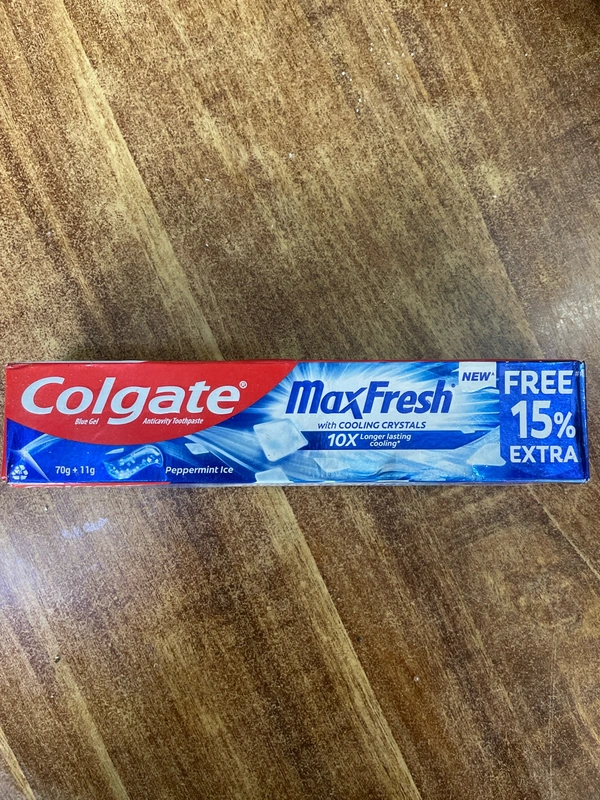 Colgate®
Blue Gel Anticavity Toothpaste
70g + 11g
Peppermint Ice
MaxFresh
with COOLING CRYSTALS
10X Longer lasting
cooling*
NEW^
FREE
15%
EXTRA